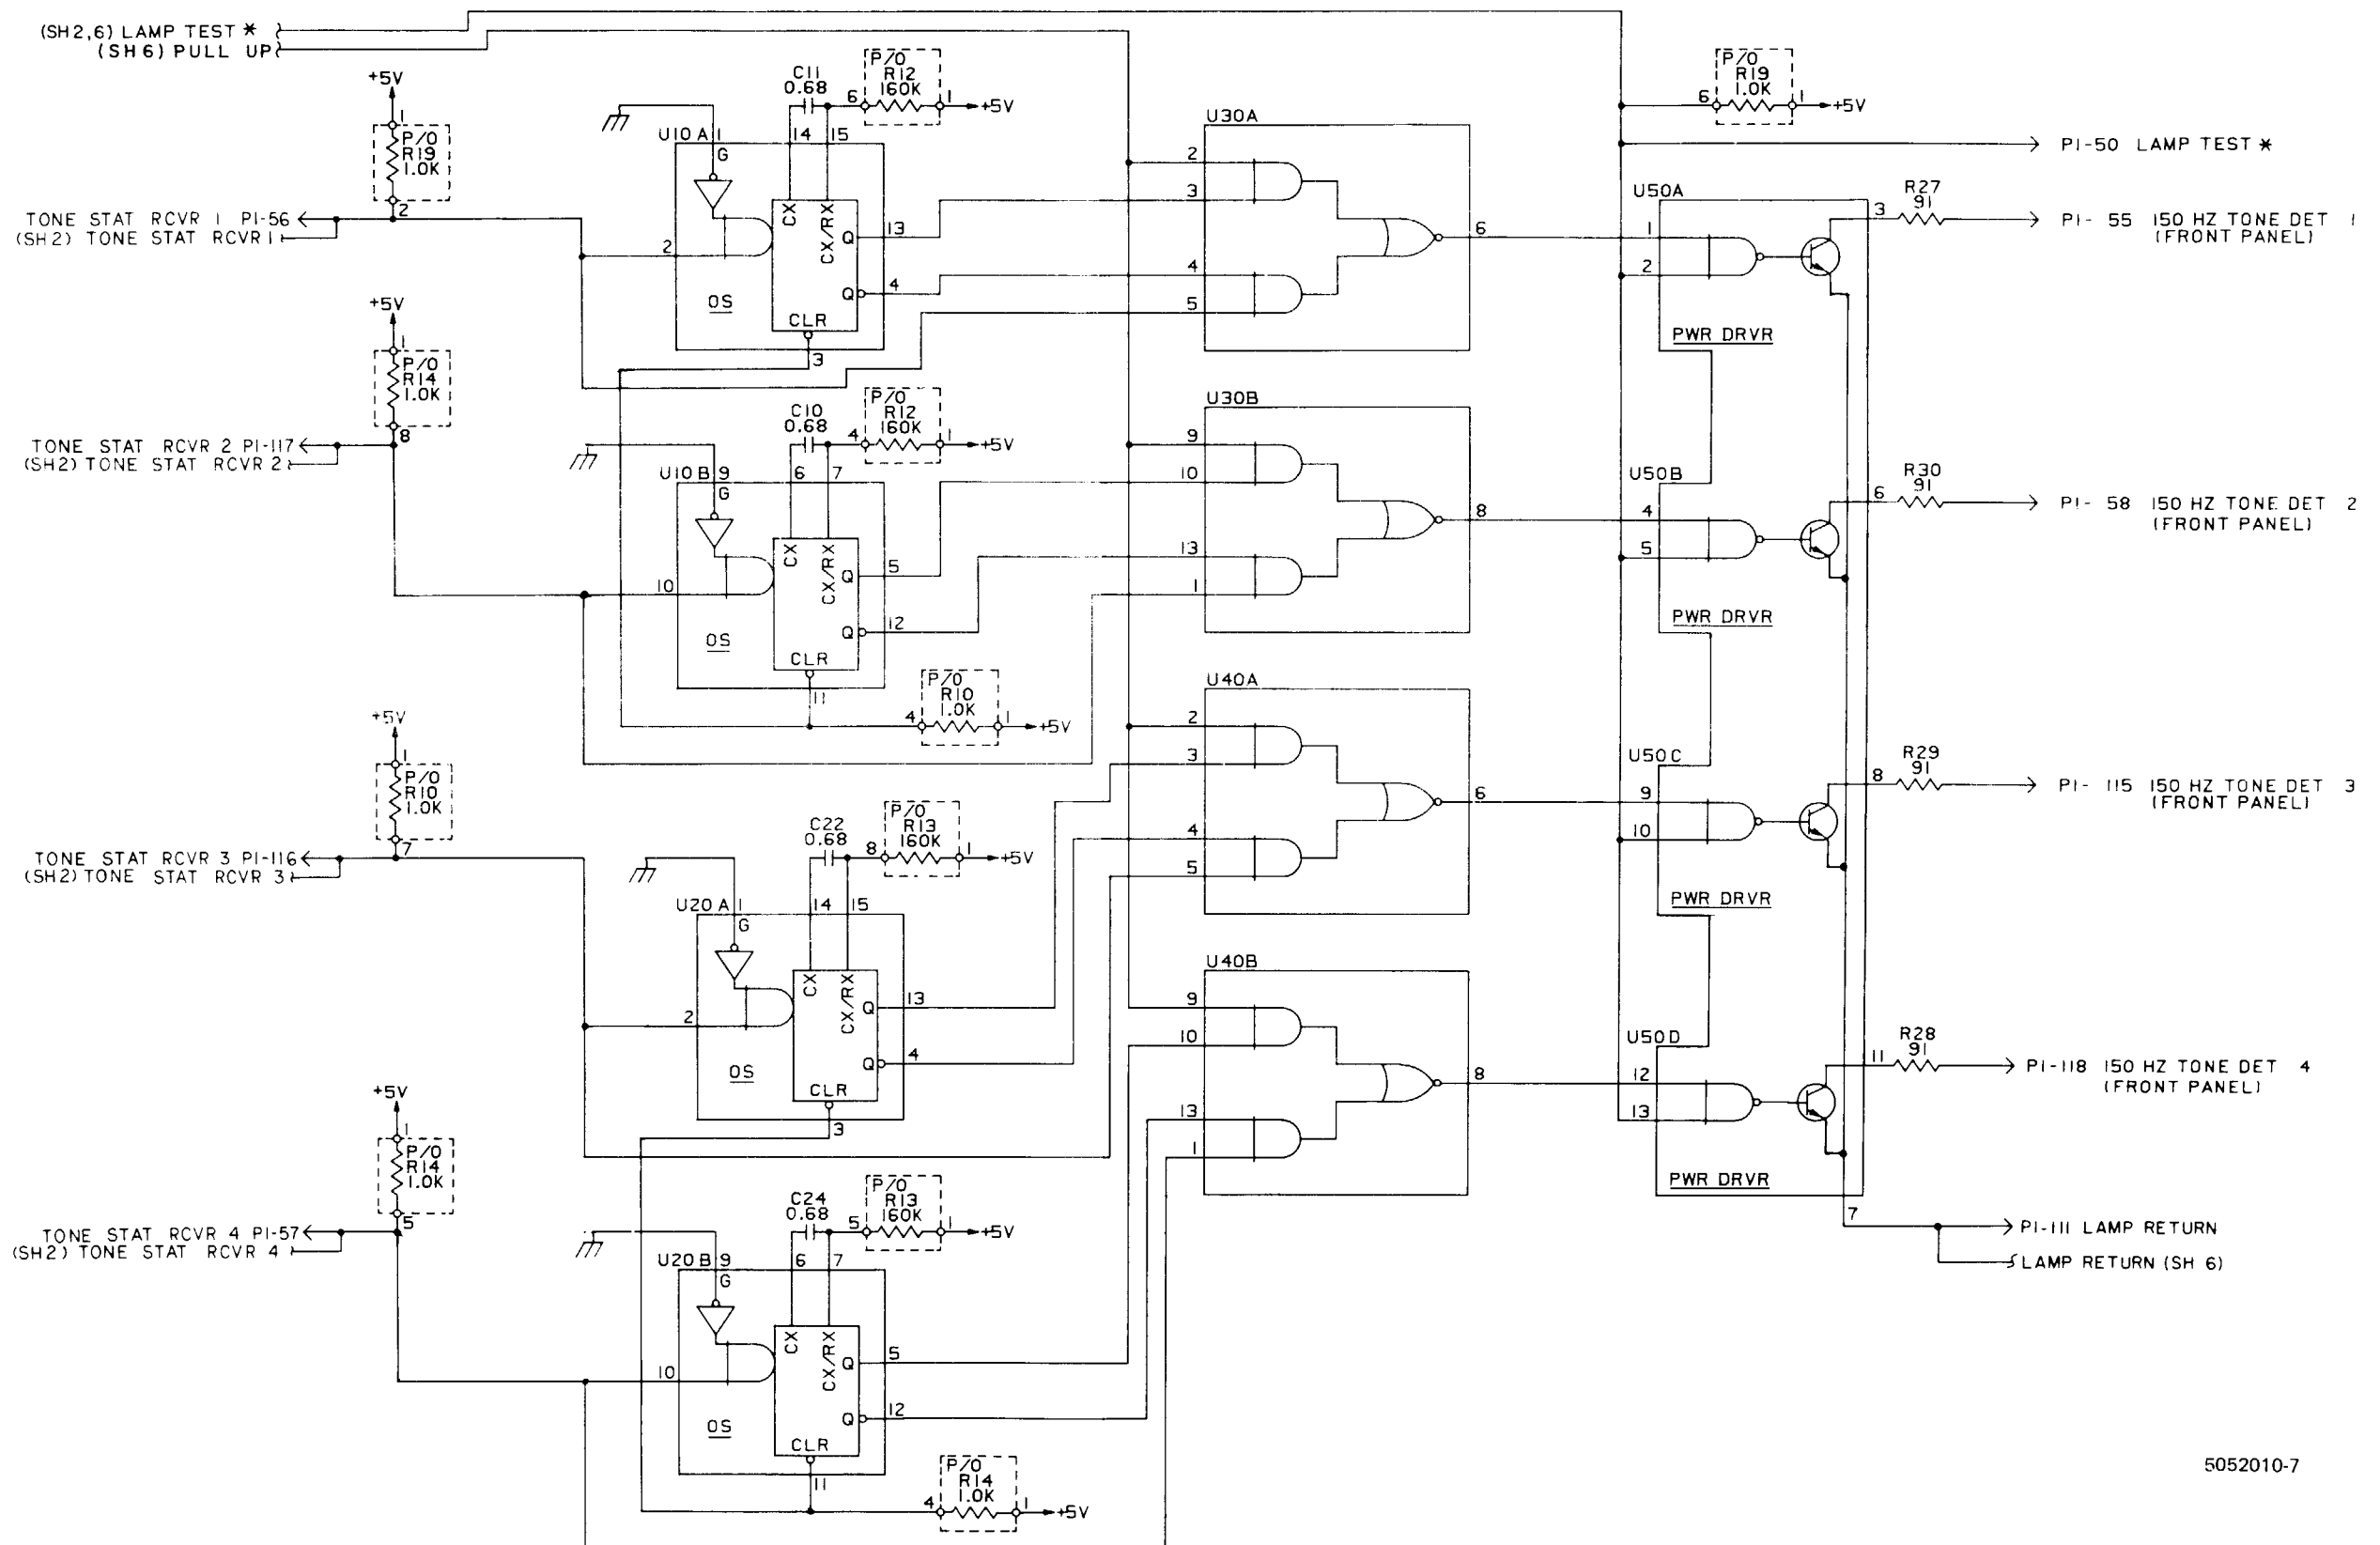 (SH2,6) LAMP TEST *
(SH6) PULL UP
+5V
1
P/O
R19
1.0K
2
TONE STAT RCVR 1 P1-56
(SH2) TONE STAT RCVR 1
C11
0.68
P/O
R12
160K
6
1
+5V
U10A
1
G
14
15
CX
CX/RX
Q
13
2
OS
Q
4
CLR
3
U30A
2
3
4
5
6
P/O
R19
1.0K
6
1
+5V
P1-50 LAMP TEST *
U50A
1
2
3
R27
91
P1- 55 150 HZ TONE DET 1
(FRONT PANEL)
PWR DRVR
+5V
1
P/O
R14
1.0K
8
TONE STAT RCVR 2 P1-117
(SH2) TONE STAT RCVR 2
C10
0.68
P/O
R12
160K
4
1
+5V
U10B
9
G
6
7
CX
CX/RX
Q
5
10
OS
Q
12
CLR
11
P/O
R10
1.0K
4
1
+5V
U30B
9
10
13
1
8
U50B
4
5
6
R30
91
P1- 58 150 HZ TONE DET 2
(FRONT PANEL)
PWR DRVR
+5V
1
P/O
R10
1.0K
7
TONE STAT RCVR 3 P1-116
(SH2) TONE STAT RCVR 3
C22
0.68
P/O
R13
160K
8
1
+5V
U20A
1
G
14
15
CX
CX/RX
Q
13
2
OS
Q
4
CLR
3
U40A
2
3
4
5
6
U50C
9
10
8
R29
91
P1- 115 150 HZ TONE DET 3
(FRONT PANEL)
PWR DRVR
+5V
1
P/O
R14
1.0K
5
TONE STAT RCVR 4 P1-57
(SH2) TONE STAT RCVR 4
C24
0.68
P/O
R13
160K
5
1
+5V
U20B
9
G
6
7
CX
CX/RX
Q
5
10
OS
Q
12
CLR
11
P/O
R14
1.0K
4
1
+5V
U40B
9
10
13
1
8
U50D
12
13
11
R28
91
P1-118 150 HZ TONE DET 4
(FRONT PANEL)
PWR DRVR
7
P1-111 LAMP RETURN
LAMP RETURN (SH 6)
5052010-7